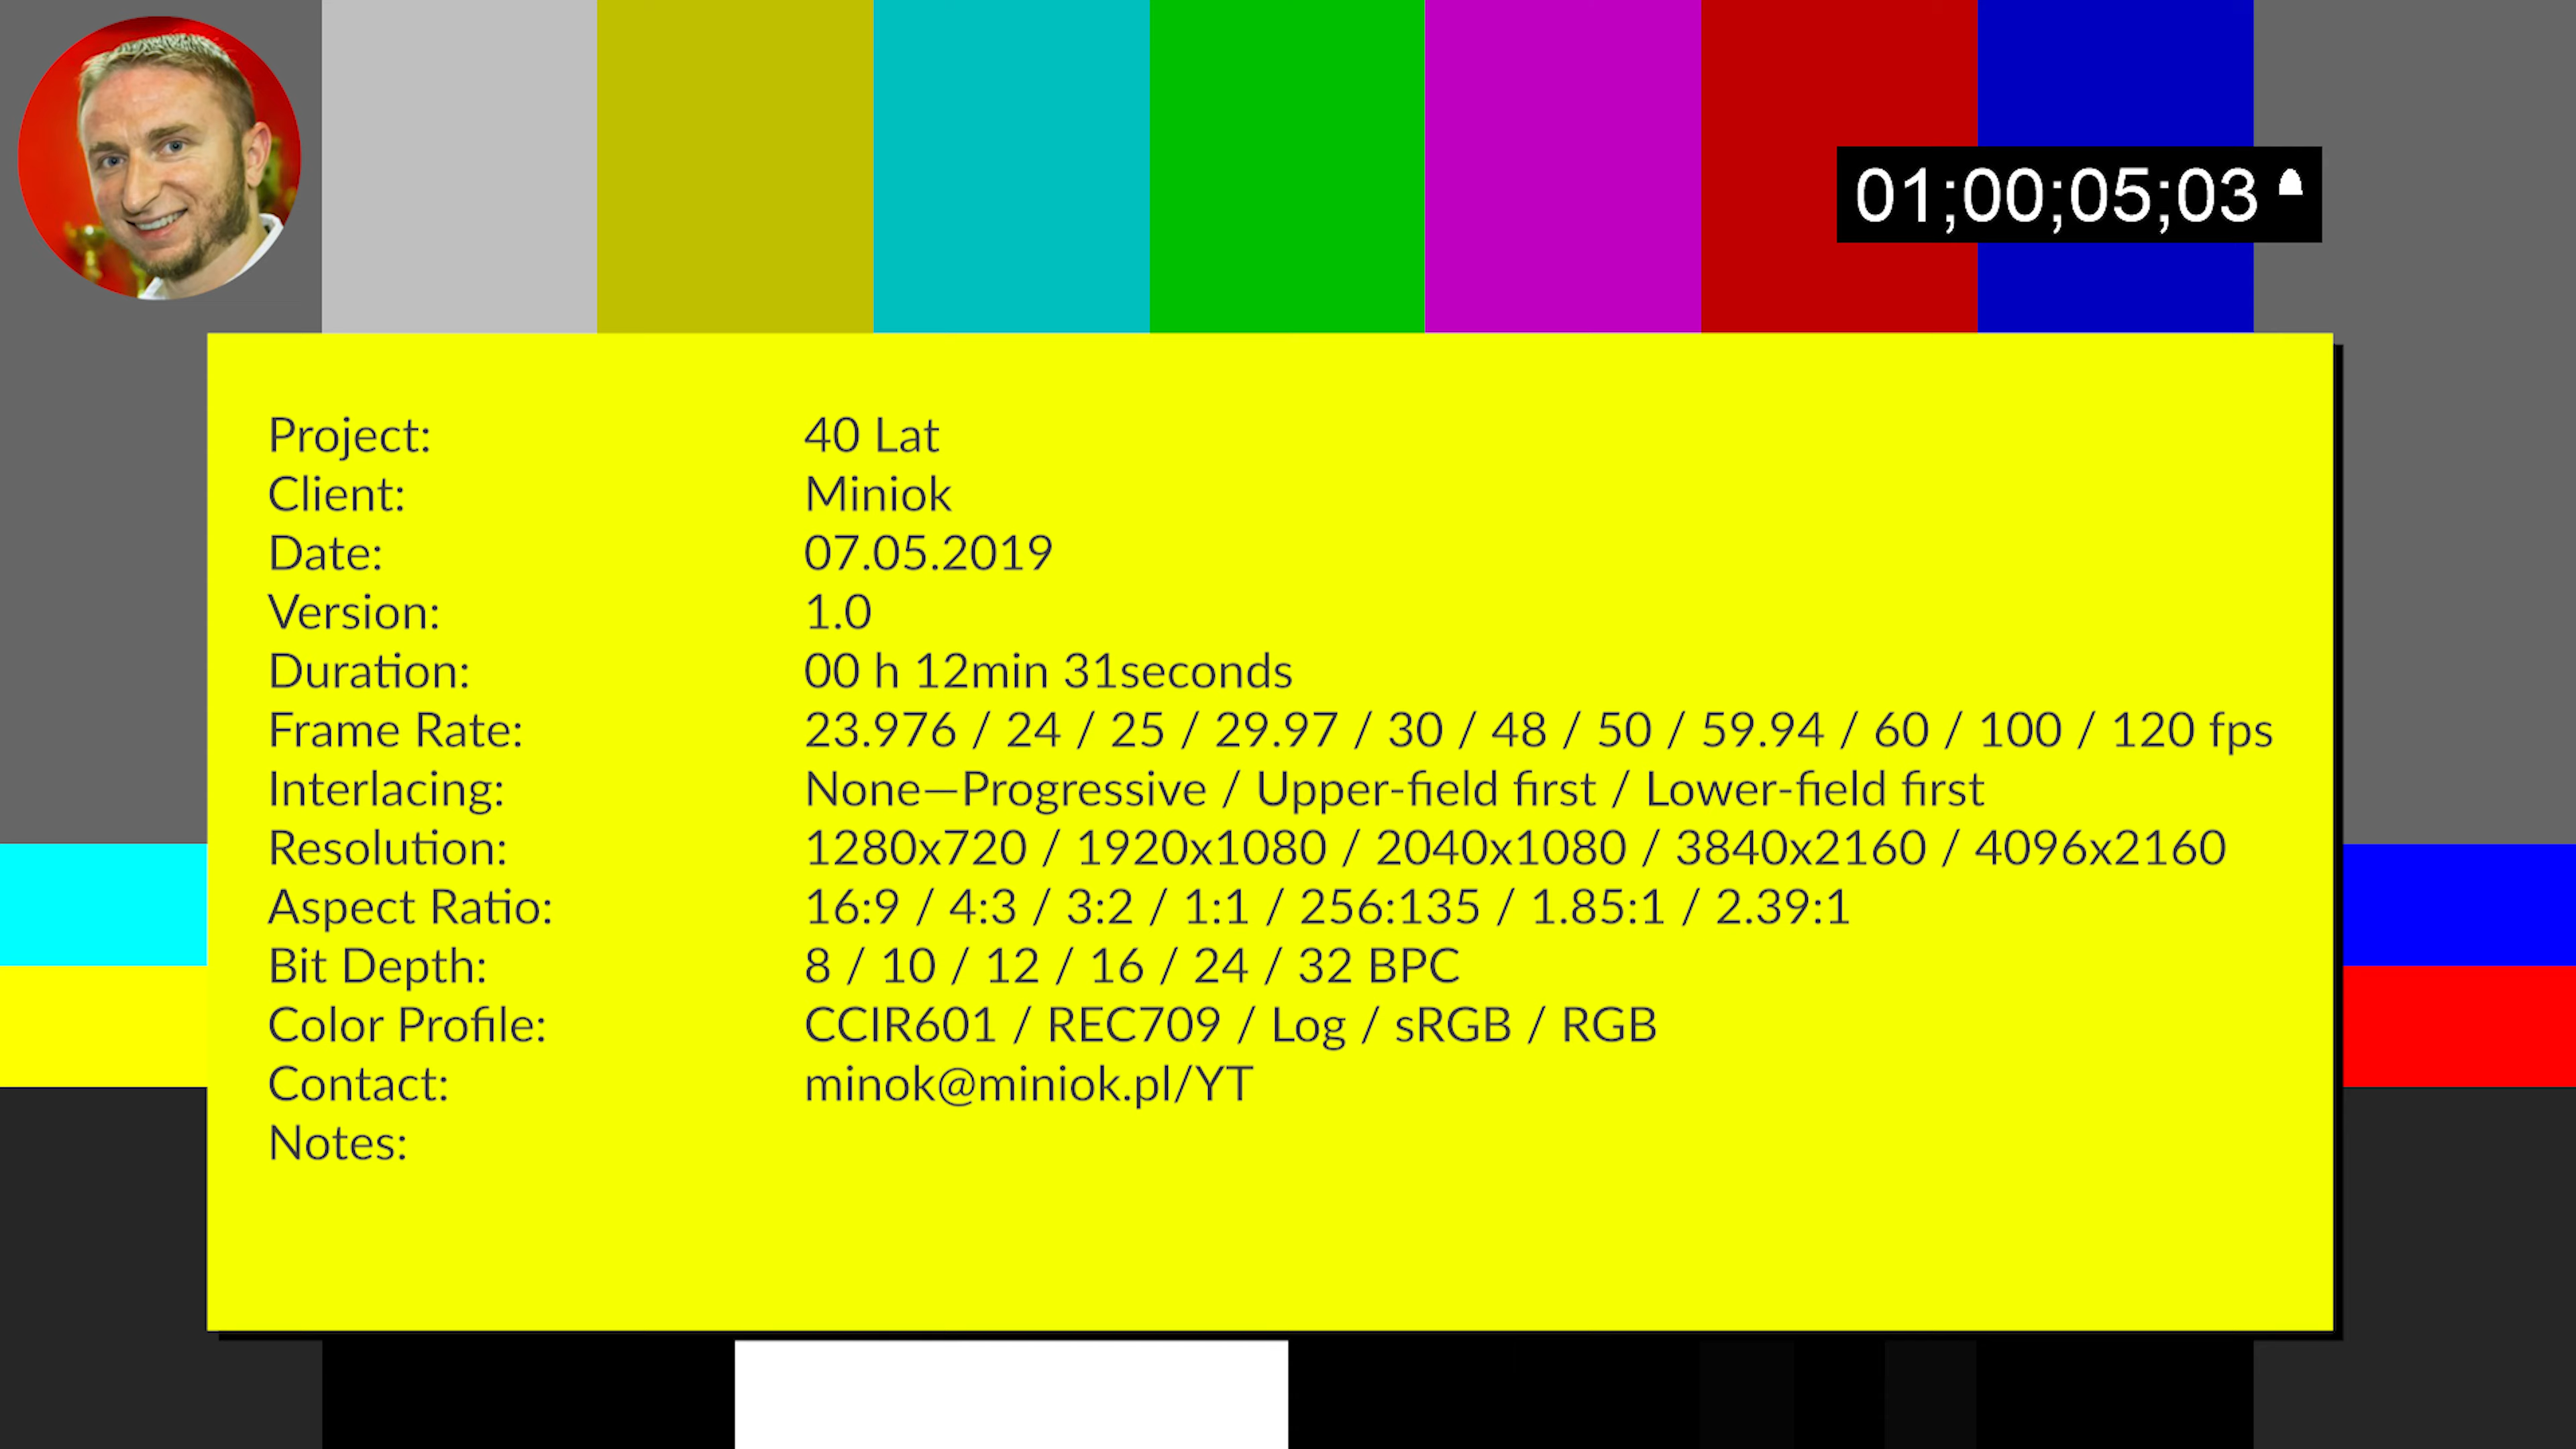 01;00;05;03
Project: 40 Lat
Client: Miniok
Date: 07.05.2019
Version: 1.0
Duration: 00 h 12min 31seconds
Frame Rate: 23.976 / 24 / 25 / 29.97 / 30 / 48 / 50 / 59.94 / 60 / 100 / 120 fps
Interlacing: None—Progressive / Upper-field first / Lower-field first
Resolution: 1280x720 / 1920x1080 / 2040x1080 / 3840x2160 / 4096x2160
Aspect Ratio: 16:9 / 4:3 / 3:2 / 1:1 / 256:135 / 1.85:1 / 2.39:1
Bit Depth: 8 / 10 / 12 / 16 / 24 / 32 BPC
Color Profile: CCIR601 / REC709 / Log / sRGB / RGB
Contact: minok@miniok.pl/YT
Notes: